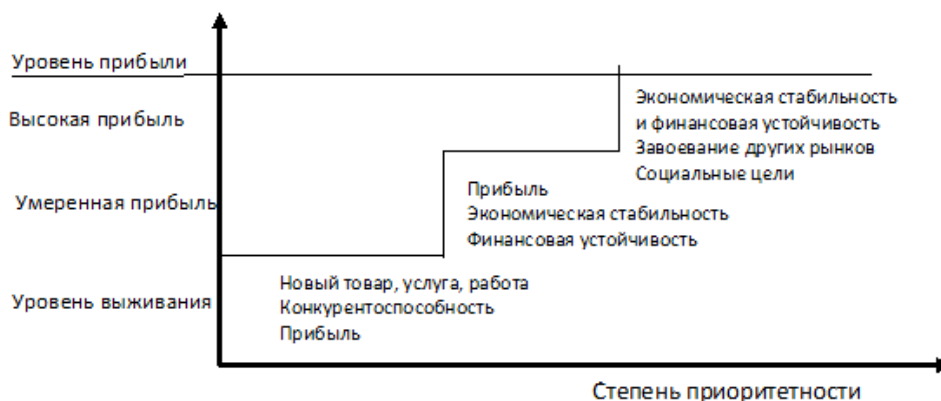 Уровень прибыли
Высокая прибыль
Умеренная прибыль
Уровень выживания
Экономическая стабильность
и финансовая устойчивость
Завоевание других рынков
Социальные цели
Прибыль
Экономическая стабильность
Финансовая устойчивость
Новый товар, услуга, работа
Конкурентоспособность
Прибыль
Степень приоритетности